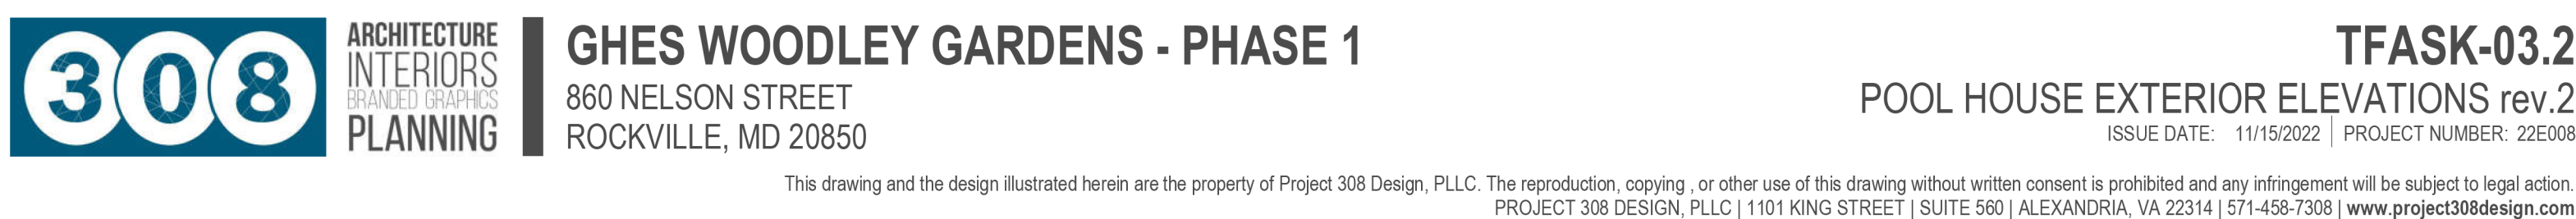 308
ARCHITECTURE
INTERIORS
BRANDED GRAPHICS
PLANNING
GHES WOODLEY GARDENS - PHASE 1
860 NELSON STREET
ROCKVILLE, MD 20850
TFASK-03.2
POOL HOUSE EXTERIOR ELEVATIONS rev.2
ISSUE DATE: 11/15/2022 | PROJECT NUMBER: 22E008
This drawing and the design illustrated herein are the property of Project 308 Design, PLLC. The reproduction, copying , or other use of this drawing without written consent is prohibited and any infringement will be subject to legal action.
PROJECT 308 DESIGN, PLLC | 1101 KING STREET | SUITE 560 | ALEXANDRIA, VA 22314 | 571-458-7308 | www.project308design.com